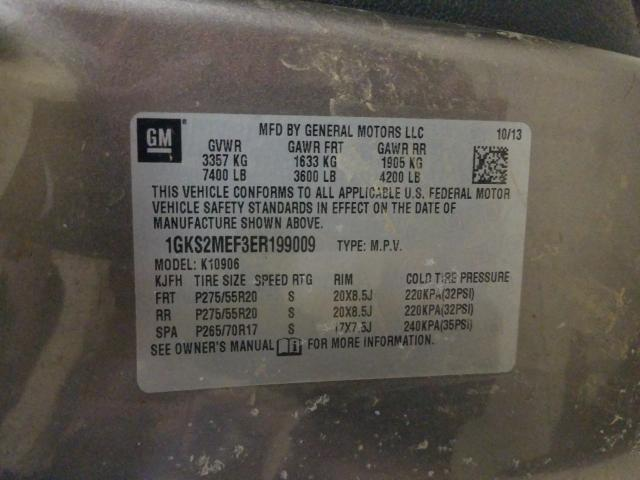 GM
MFD BY GENERAL MOTORS LLC 10/13
GVWR GAWR FRT GAWR RR
3357 KG 1633 KG 1905 KG
7400 LB 3600 LB 4200 LB
THIS VEHICLE CONFORMS TO ALL APPLICABLE U.S. FEDERAL MOTOR
VEHICLE SAFETY STANDARDS IN EFFECT ON THE DATE OF
MANUFACTURE SHOWN ABOVE.
1GKS2MEF3ER199009 TYPE: M.P.V.
MODEL: K10906
KJFH TIRE SIZE SPEED RTG RIM COLD TIRE PRESSURE
FRT P275/55R20 S 20X8.5J 220KPA(32PSI)
RR P275/55R20 S 20X8.5J 220KPA(32PSI)
SPA P265/70R17 S 17X7.5J 240KPA(35PSI)
SEE OWNER'S MANUAL FOR MORE INFORMATION.